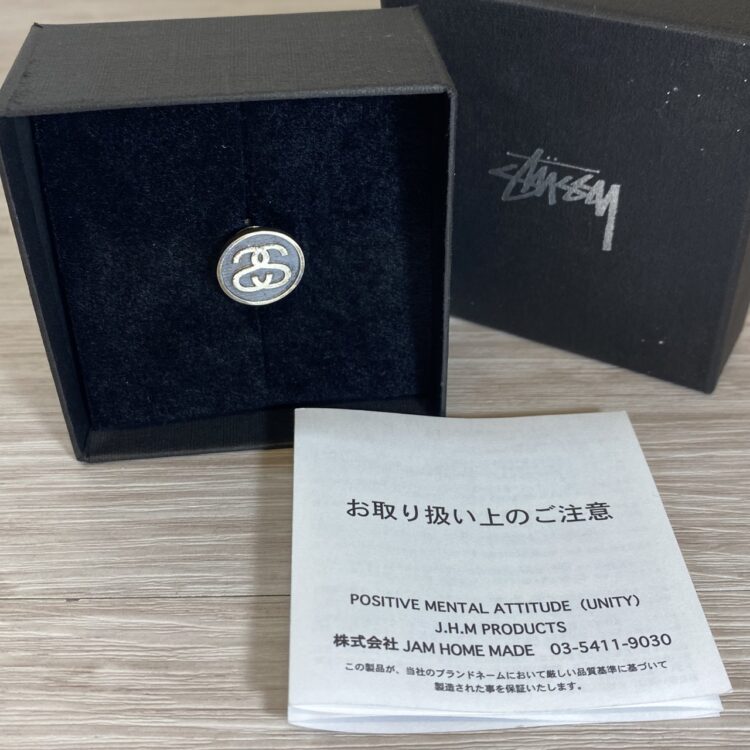 STÜSSY
お取り扱い上のご注意
POSITIVE MENTAL ATTITUDE（UNITY）
J.H.M PRODUCTS
株式会社 JAM HOME MADE　03-5411-9030
この製品が、当社のブランドネームにおいて厳しい品質基準に基づいて
製造された事を保証いたします。